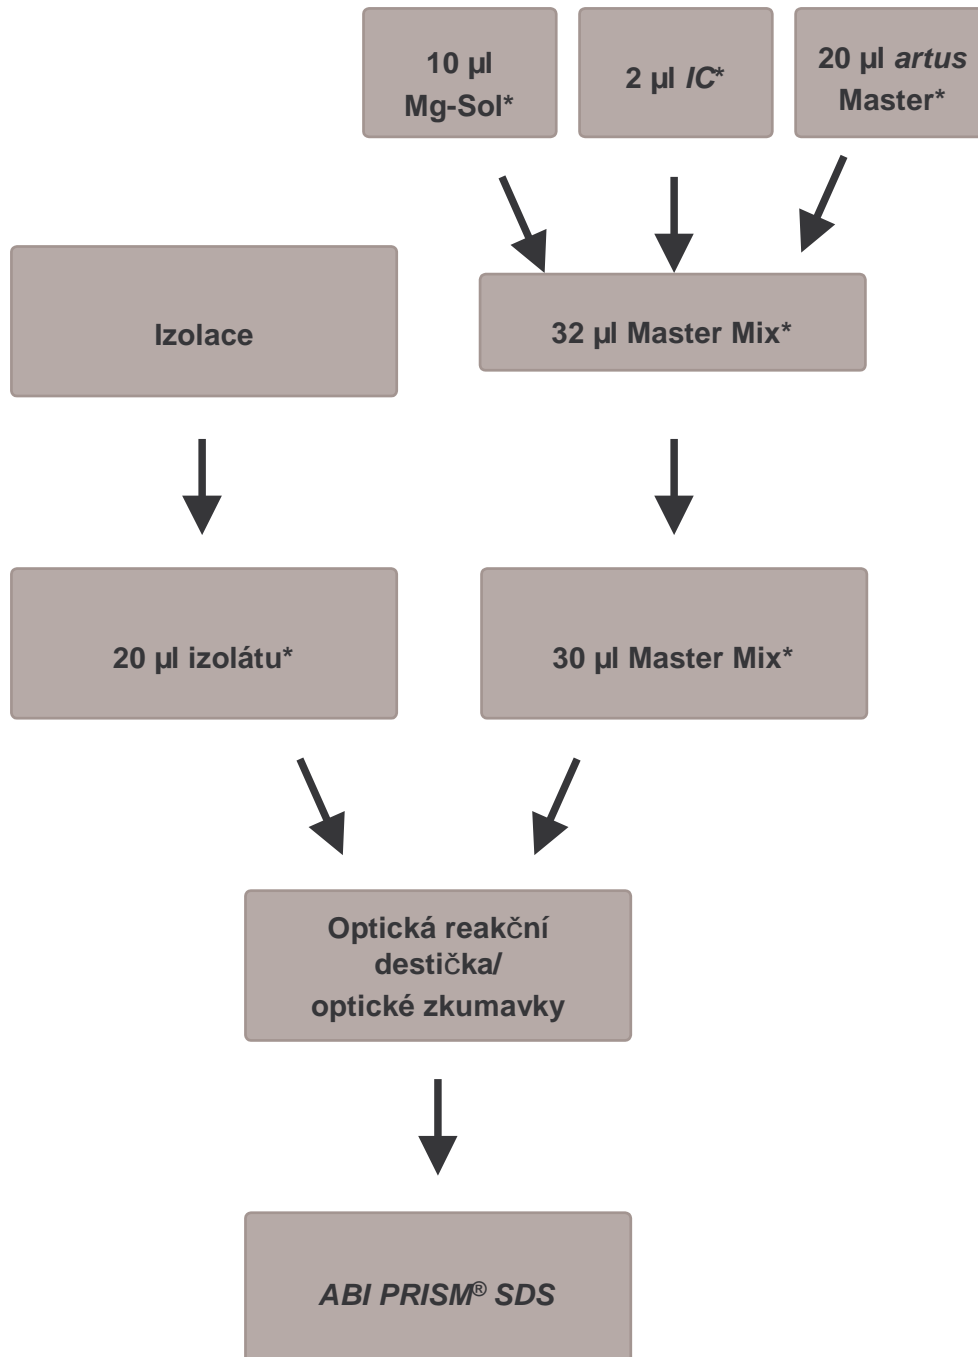 10 µl
Mg-Sol*
2 µl IC*
20 µl artus
Master*
Izolace
32 µl Master Mix*
20 µl izolátu*
30 µl Master Mix*
Optická reakční
destička/
optické zkumavky
ABI PRISM® SDS